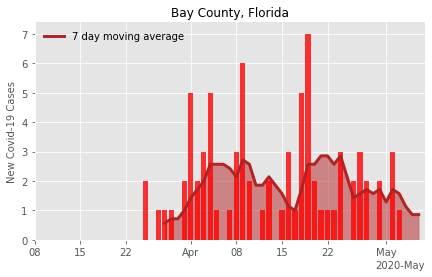 Bay County, Florida
7 day moving average
New Covid-19 Cases
7
6
5
4
3
2
1
0
08 15 22 Apr 08 15 22 May
2020-May